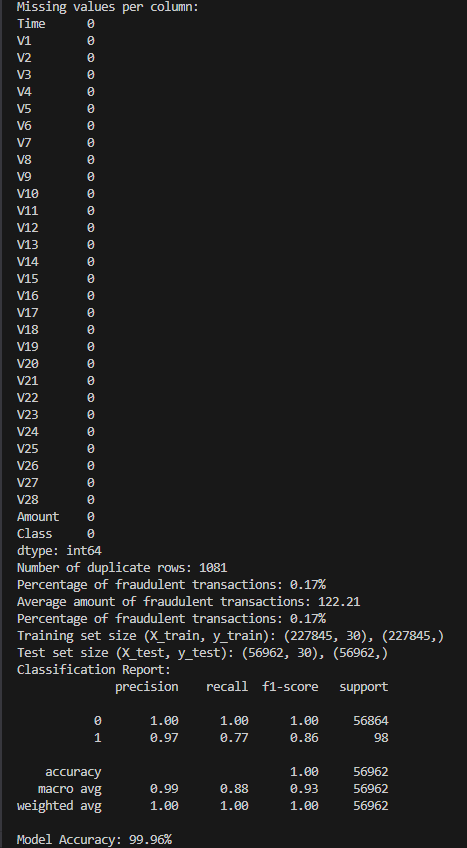 Missing values per column:
Time 0
V1 0
V2 0
V3 0
V4 0
V5 0
V6 0
V7 0
V8 0
V9 0
V10 0
V11 0
V12 0
V13 0
V14 0
V15 0
V16 0
V17 0
V18 0
V19 0
V20 0
V21 0
V22 0
V23 0
V24 0
V25 0
V26 0
V27 0
V28 0
Amount 0
Class 0
dtype: int64
Number of duplicate rows: 1081
Percentage of fraudulent transactions: 0.17%
Average amount of fraudulent transactions: 122.21
Percentage of fraudulent transactions: 0.17%
Training set size (X_train, y_train): (227845, 30), (227845,)
Test set size (X_test, y_test): (56962, 30), (56962,)
Classification Report:
precision recall f1-score support
0 1.00 1.00 1.00 56864
1 0.97 0.77 0.86 98
accuracy 1.00 56962
macro avg 0.99 0.88 0.93 56962
weighted avg 1.00 1.00 1.00 56962
Model Accuracy: 99.96%